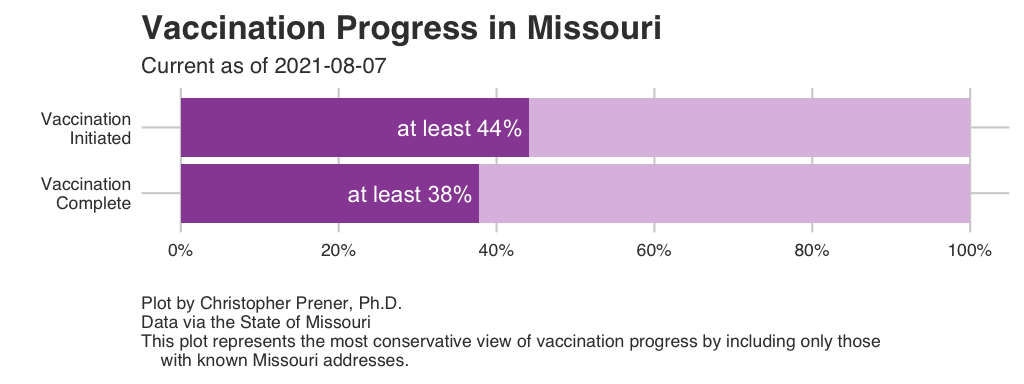 Vaccination Progress in Missouri
Current as of 2021-08-07
Vaccination
Initiated
at least 44%
Vaccination
Complete
at least 38%
0% 20% 40% 60% 80% 100%
Plot by Christopher Prener, Ph.D.
Data via the State of Missouri
This plot represents the most conservative view of vaccination progress by including only those
with known Missouri addresses.